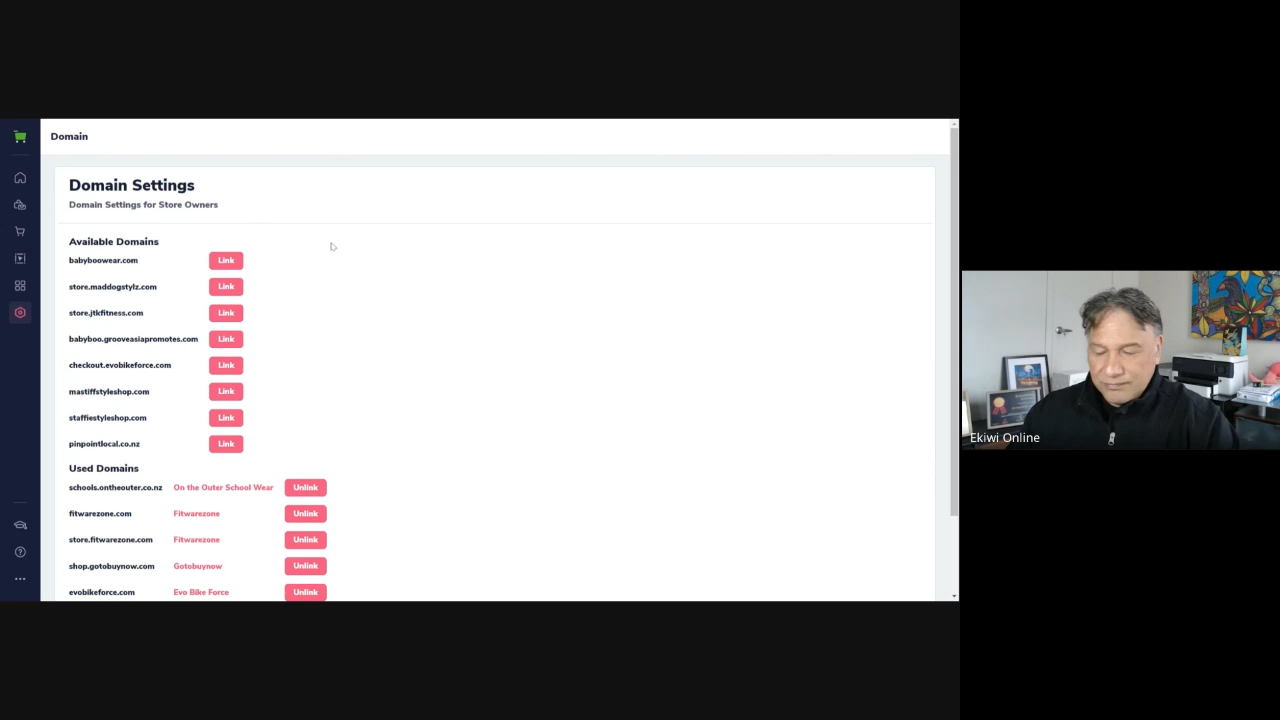 Domain
Domain Settings
Domain Settings for Store Owners
Available Domains
babyboowear.com Link
store.maddogstylz.com Link
store.jtkfitness.com Link
babyboo.grooveasiapromotes.com Link
checkout.evobikeforce.com Link
mastiffstyleshop.com Link
staffiestyleshop.com Link
pinpointlocal.co.nz Link
Used Domains
schools.ontheouter.co.nz On the Outer School Wear Unlink
fitwarezone.com Fitwarezone Unlink
store.fitwarezone.com Fitwarezone Unlink
shop.gotobuynow.com Gotobuynow Unlink
evobikeforce.com Evo Bike Force Unlink
Ekiwi Online